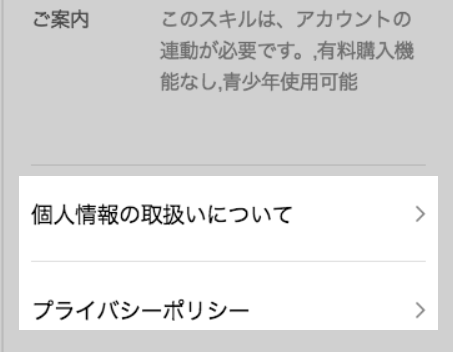 ご案内
このスキルは、アカウントの
連動が必要です。,有料購入機
能なし,青少年使用可能
個人情報の取扱いについて
プライバシーポリシー